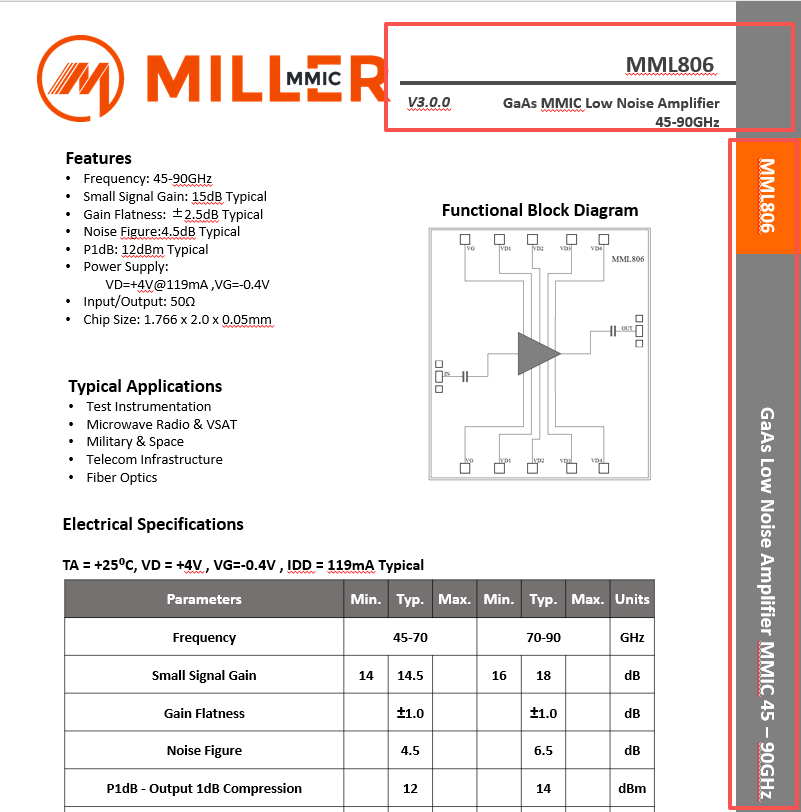 MILLER
MMIC
MML806
V3.0.0
GaAs MMIC Low Noise Amplifier
45-90GHz
Features
• Frequency: 45-90GHz
• Small Signal Gain: 15dB Typical
• Gain Flatness: ±2.5dB Typical
• Noise Figure:4.5dB Typical
• P1dB: 12dBm Typical
• Power Supply:
VD=+4V@119mA ,VG=-0.4V
• Input/Output: 50Ω
• Chip Size: 1.766 x 2.0 x 0.05mm
Functional Block Diagram
VG VD1 VD2 VD3 VD4
MML806
OUT
IN
VG VD1 VD2 VD3 VD4
Typical Applications
• Test Instrumentation
• Microwave Radio & VSAT
• Military & Space
• Telecom Infrastructure
• Fiber Optics
Electrical Specifications
TA = +25⁰C, VD = +4V , VG=-0.4V , IDD = 119mA Typical
Parameters Min. Typ. Max. Min. Typ. Max. Units
Frequency 45-70 70-90 GHz
Small Signal Gain 14 14.5 16 18 dB
Gain Flatness ±1.0 ±1.0 dB
Noise Figure 4.5 6.5 dB
P1dB - Output 1dB Compression 12 14 dBm
MML806
GaAs Low Noise Amplifier MMIC 45 – 90GHz